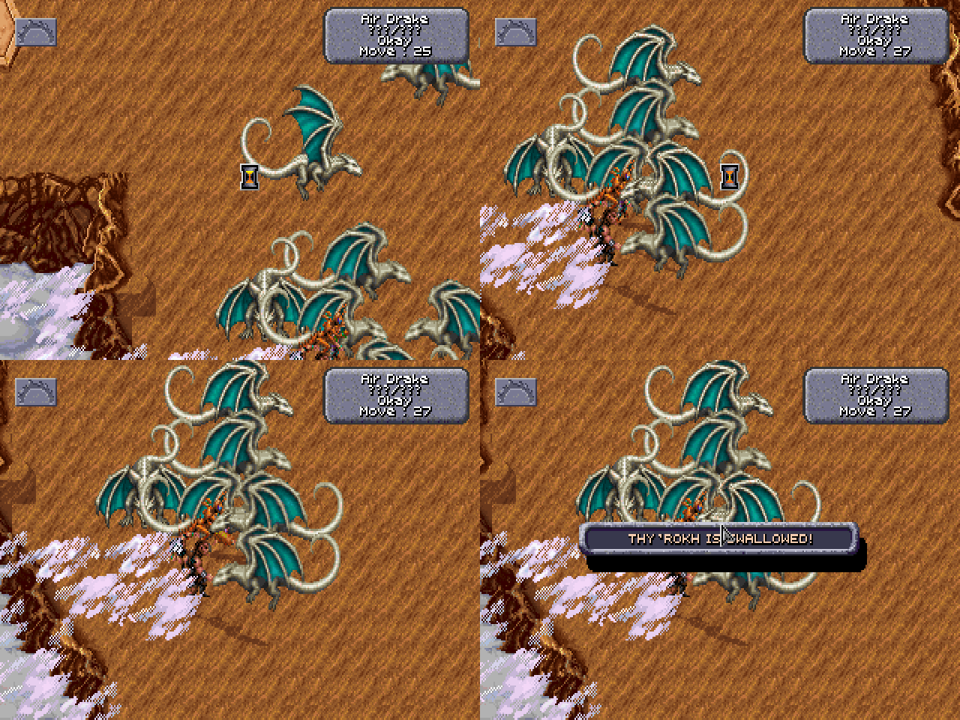 Air Drake
???/???
Okay
Move : 25
Air Drake
???/???
Okay
Move : 27
Air Drake
???/???
Okay
Move : 27
Air Drake
???/???
Okay
Move : 27
THY 'ROKH IS SWALLOWED!